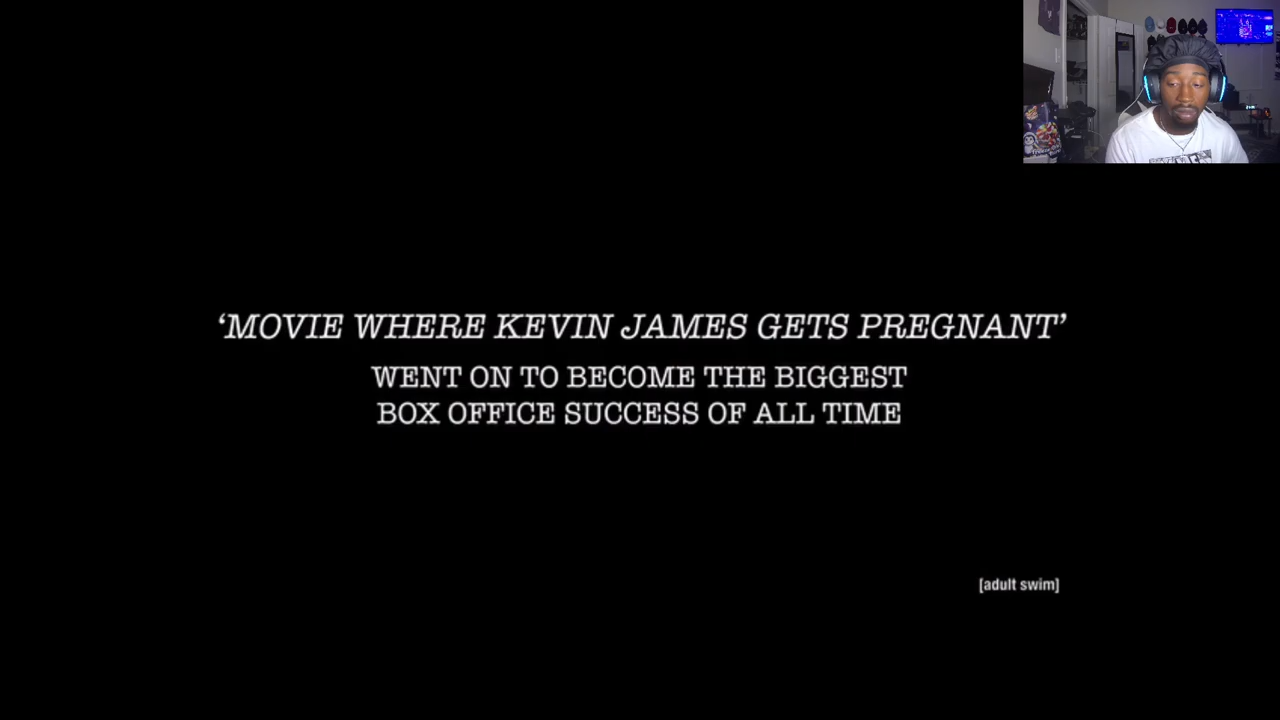 ‘MOVIE WHERE KEVIN JAMES GETS PREGNANT’
WENT ON TO BECOME THE BIGGEST
BOX OFFICE SUCCESS OF ALL TIME
[adult swim]